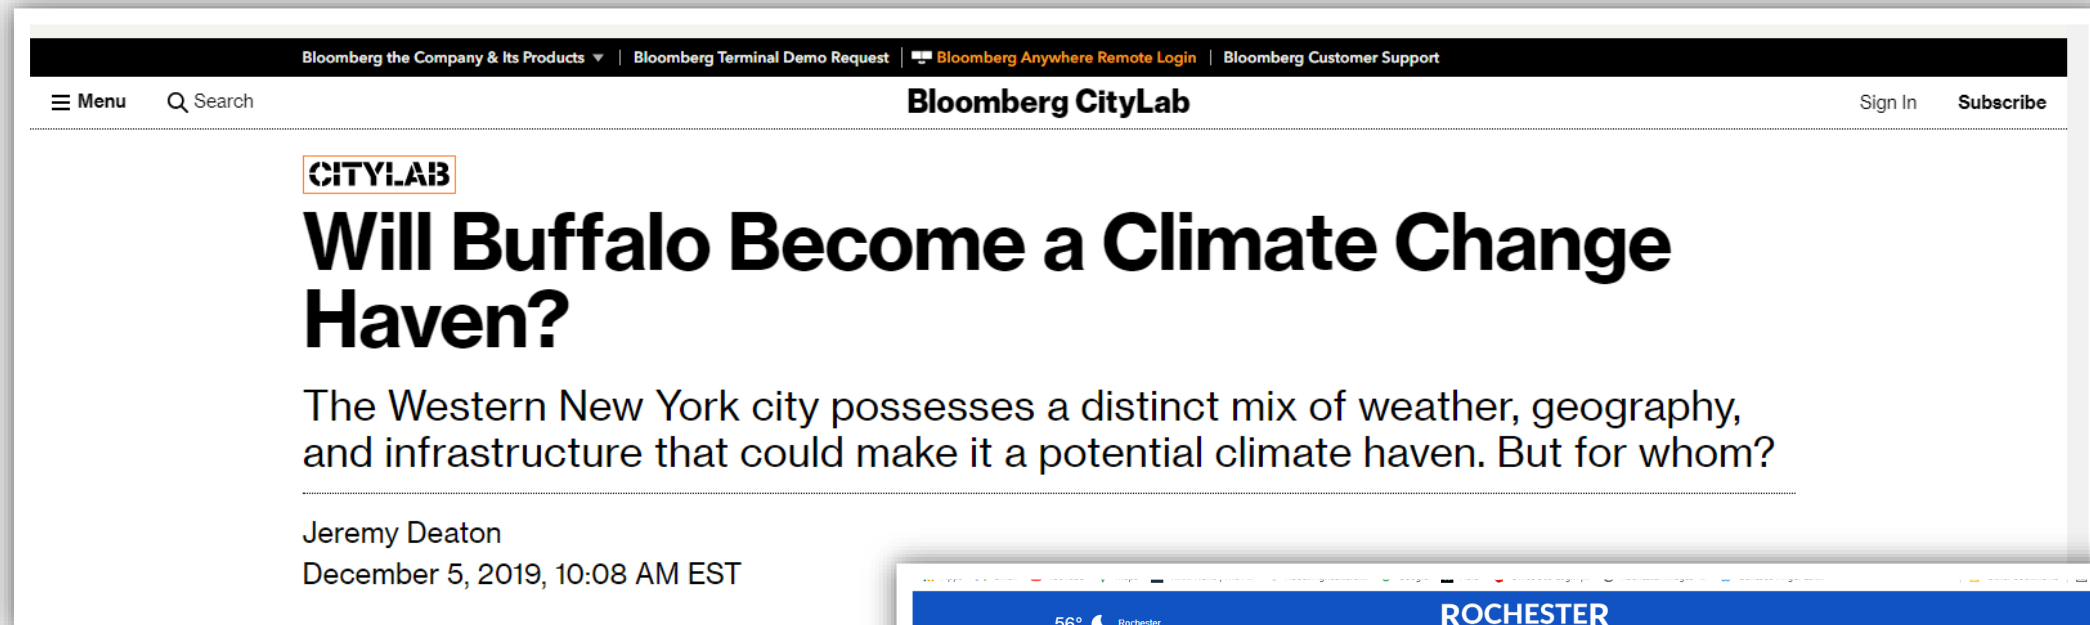 Bloomberg the Company & Its Products ▼ | Bloomberg Terminal Demo Request | Bloomberg Anywhere Remote Login | Bloomberg Customer Support
Menu Search Bloomberg CityLab Sign In Subscribe
CITYLAB
Will Buffalo Become a Climate Change
Haven?
The Western New York city possesses a distinct mix of weather, geography,
and infrastructure that could make it a potential climate haven. But for whom?
Jeremy Deaton
December 5, 2019, 10:08 AM EST
ROCHESTER
56° Rochester